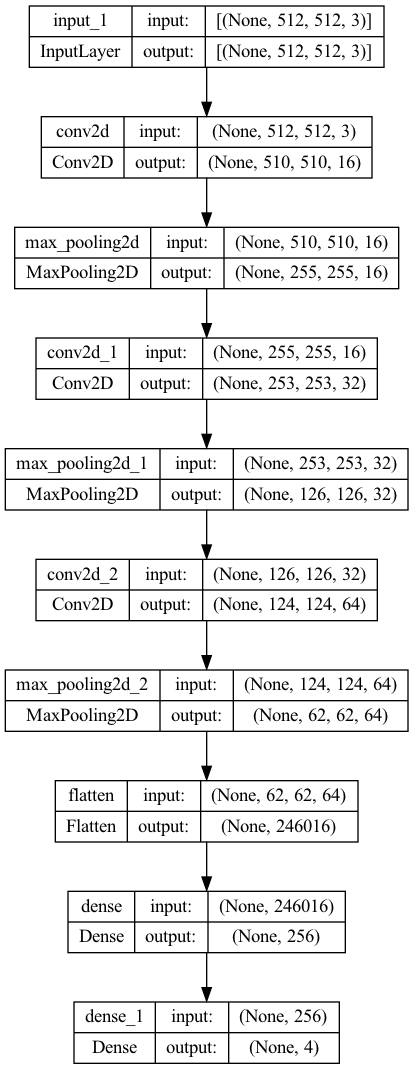 input_1 input: [(None, 512, 512, 3)]
InputLayer output: [(None, 512, 512, 3)]
conv2d input: (None, 512, 512, 3)
Conv2D output: (None, 510, 510, 16)
max_pooling2d input: (None, 510, 510, 16)
MaxPooling2D output: (None, 255, 255, 16)
conv2d_1 input: (None, 255, 255, 16)
Conv2D output: (None, 253, 253, 32)
max_pooling2d_1 input: (None, 253, 253, 32)
MaxPooling2D output: (None, 126, 126, 32)
conv2d_2 input: (None, 126, 126, 32)
Conv2D output: (None, 124, 124, 64)
max_pooling2d_2 input: (None, 124, 124, 64)
MaxPooling2D output: (None, 62, 62, 64)
flatten input: (None, 62, 62, 64)
Flatten output: (None, 246016)
dense input: (None, 246016)
Dense output: (None, 256)
dense_1 input: (None, 256)
Dense output: (None, 4)